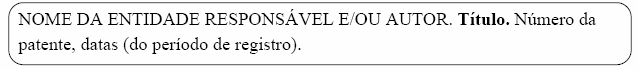 NOME DA ENTIDADE RESPONSÁVEL E/OU AUTOR. Título. Número da
patente, datas (do período de registro).